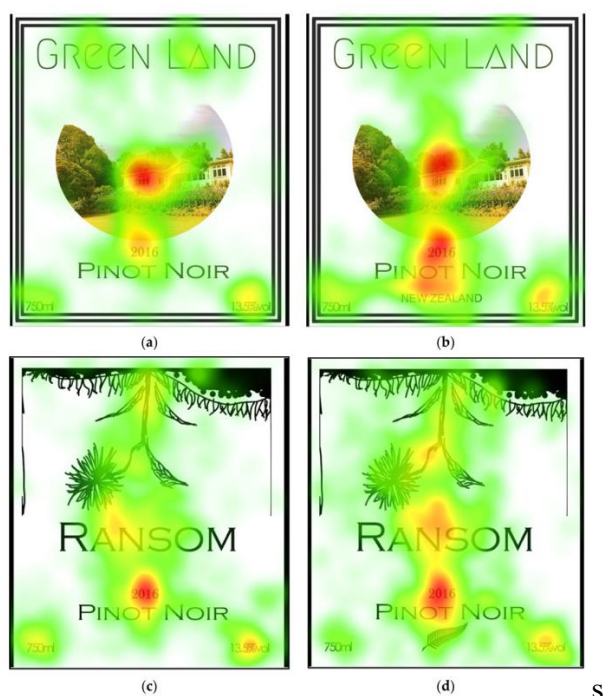 GREEN LAND
GREEN LAND
2016
PINOT NOIR
750ml
13.5%vol
2016
PINOT NOIR
NEW ZEALAND
750ml
13.5%vol
(a)
(b)
RANSOM
2016
PINOT NOIR
750ml
13.5%vol
RANSOM
2016
PINOT NOIR
750ml
13.5%vol
(c)
(d)
S